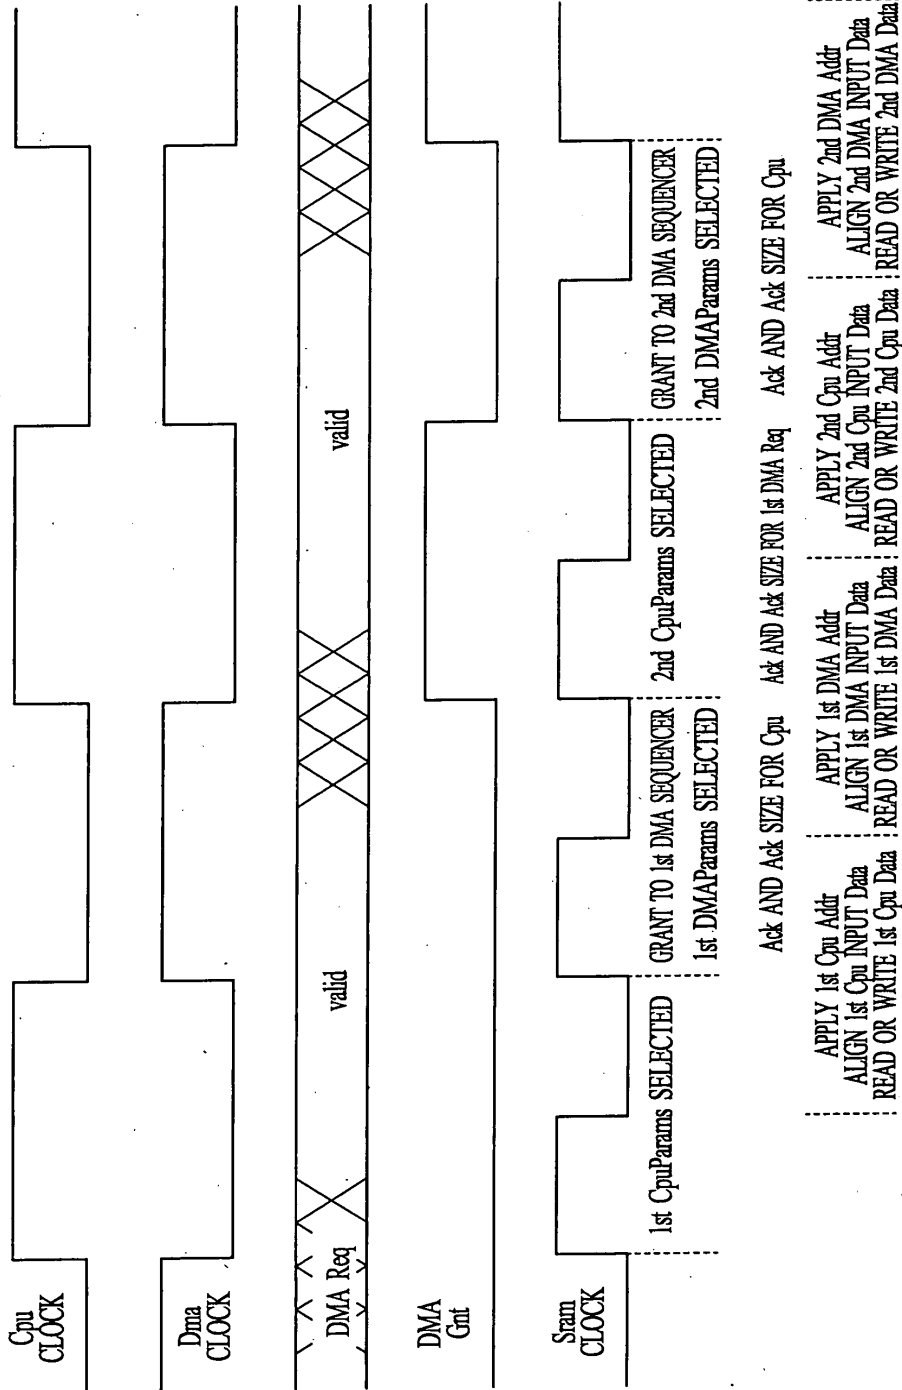 Cpu
CLOCK
Dma
CLOCK
DMA Req
valid
valid
DMA
Gnt
Sram
CLOCK
1st CpuParams SELECTED
GRANT TO 1st DMA SEQUENCER
1st DMAParams SELECTED
2nd CpuParams SELECTED
GRANT TO 2nd DMA SEQUENCER
2nd DMAParams SELECTED
Ack AND Ack SIZE FOR Cpu
Ack AND Ack SIZE FOR 1st DMA Req
Ack AND Ack SIZE FOR Cpu
APPLY 1st Cpu Addr
ALIGN 1st Cpu INPUT Data
READ OR WRITE 1st Cpu Data
APPLY 1st DMA Addr
ALIGN 1st DMA INPUT Data
READ OR WRITE 1st DMA Data
APPLY 2nd Cpu Addr
ALIGN 2nd Cpu INPUT Data
READ OR WRITE 2nd Cpu Data
APPLY 2nd DMA Addr
ALIGN 2nd DMA INPUT Data
READ OR WRITE 2nd DMA Data